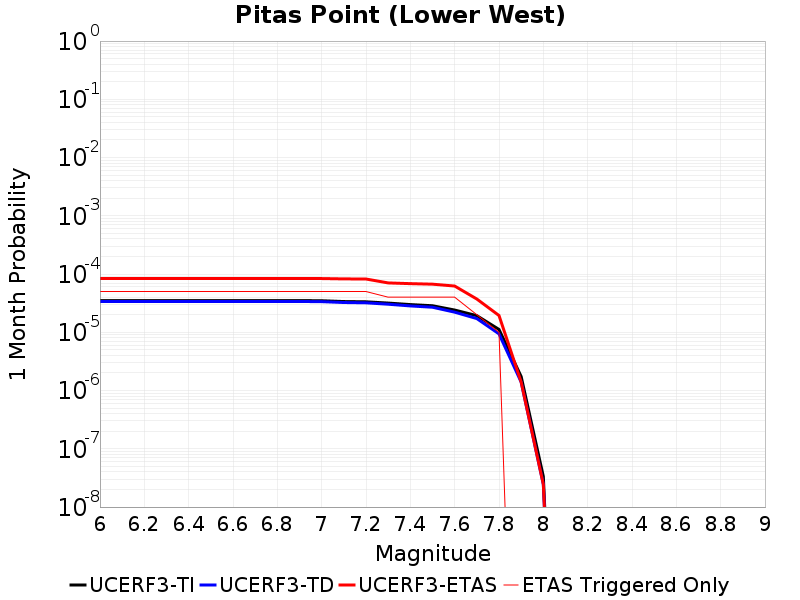 Pitas Point (Lower West)
1 Month Probability
10^0
10^-1
10^-2
10^-3
10^-4
10^-5
10^-6
10^-7
10^-8
6 6.2 6.4 6.6 6.8 7 7.2 7.4 7.6 7.8 8 8.2 8.4 8.6 8.8 9
Magnitude
UCERF3-TI UCERF3-TD UCERF3-ETAS ETAS Triggered Only